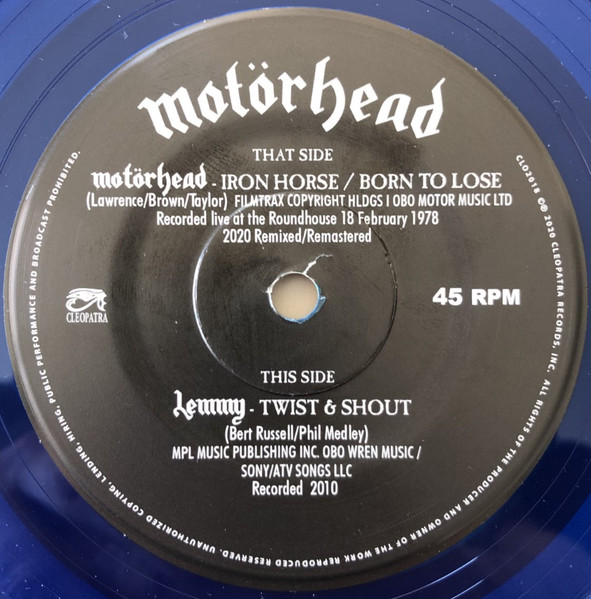 motörhead
THAT SIDE
motörhead - IRON HORSE / BORN TO LOSE
(Lawrence/Brown/Taylor) FILMTRAX COPYRIGHT HLDGS I OBO MOTOR MUSIC LTD
Recorded live at the Roundhouse 18 February 1978
2020 Remixed/Remastered
CLEOPATRA
45 RPM
THIS SIDE
Lemmy - TWIST & SHOUT
(Bert Russell/Phil Medley)
MPL MUSIC PUBLISHING INC. OBO WREN MUSIC /
SONY/ATV SONGS LLC
Recorded 2010
CLO2018 ©℗ 2020 CLEOPATRA RECORDS, INC. ALL RIGHTS OF THE PRODUCER AND OWNER OF THE WORK REPRODUCED RESERVED. UNAUTHORIZED COPYING, LENDING, HIRING, PUBLIC PERFORMANCE AND BROADCAST PROHIBITED.